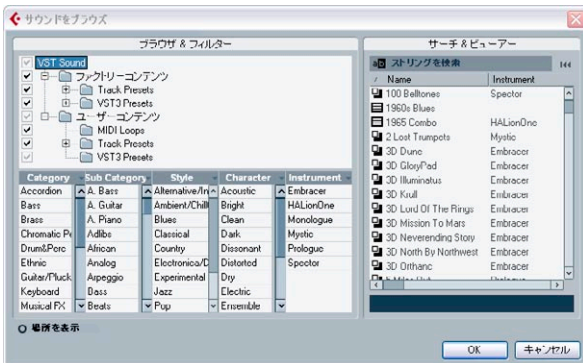 サウンドをブラウズ
ブラウザ & フィルター
VST Sound
ファクトリーコンテンツ
Track Presets
VST3 Presets
ユーザーコンテンツ
MIDI Loops
Track Presets
VST3 Presets
Category Sub Category Style Character Instrument
Accordion A. Bass Alternative/In Acoustic Embracer
Bass A. Guitar Ambient/Chill Bright HALionOne
Brass A. Piano Blues Clean Monologue
Chromatic Pe Adlibs Classical Dark Mystic
Drum&Perc African Country Dissonant Prologue
Ethnic Analog Electronica/D Distorted Spector
Guitar/Pluck Arpeggio Experimental Dry
Keyboard Bass Jazz Electric
Musical FX Beats Pop Ensemble
場所を表示
サーチ & ビューアー
ストリングを検索
Name Instrument
100 Belltones Spector
1960s Blues
1965 Combo HALionOne
2 Lost Trumpets Mystic
3D Dune Embracer
3D GloryPad Embracer
3D Illuminatus Embracer
3D Krull Embracer
3D Lord Of The Rings Embracer
3D Mission To Mars Embracer
3D Neverending Story Embracer
3D North By Northwest Embracer
3D Orthanc Embracer
OK キャンセル